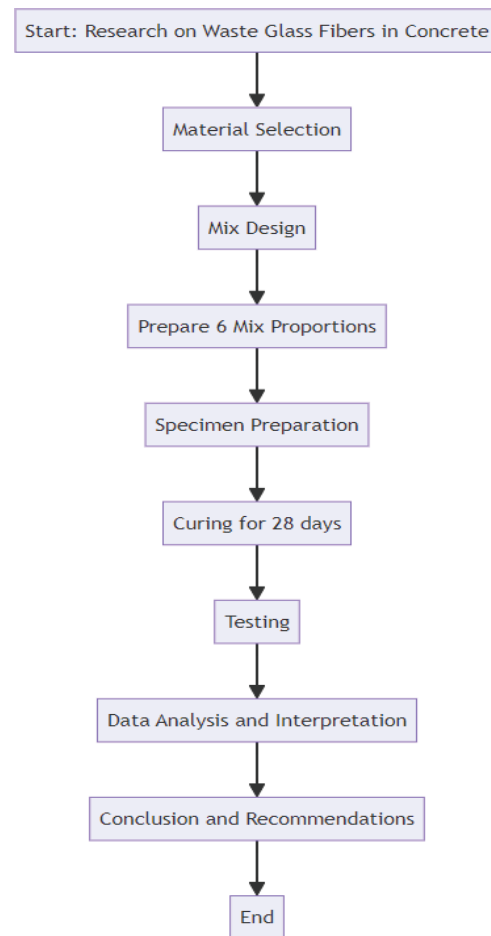 Start: Research on Waste Glass Fibers in Concrete
Material Selection
Mix Design
Prepare 6 Mix Proportions
Specimen Preparation
Curing for 28 days
Testing
Data Analysis and Interpretation
Conclusion and Recommendations
End